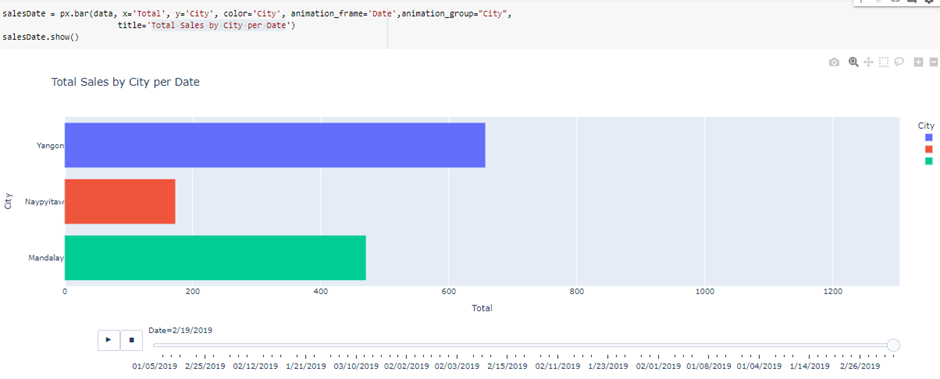 salesDate = px.bar(data, x='Total', y='City', color='City', animation_frame='Date',animation_group="City",
title='Total Sales by City per Date')
salesDate.show()
Total Sales by City per Date
City
Yangon
Naypyitaw
Mandalay
City
0 200 400 600 800 1000 1200
Total
Date=2/19/2019
01/05/2019 2/25/2019 02/12/2019 1/21/2019 03/10/2019 02/02/2019 02/03/2019 2/15/2019 02/11/2019 1/23/2019 02/01/2019 01/08/2019 01/04/2019 1/14/2019 2/26/2019